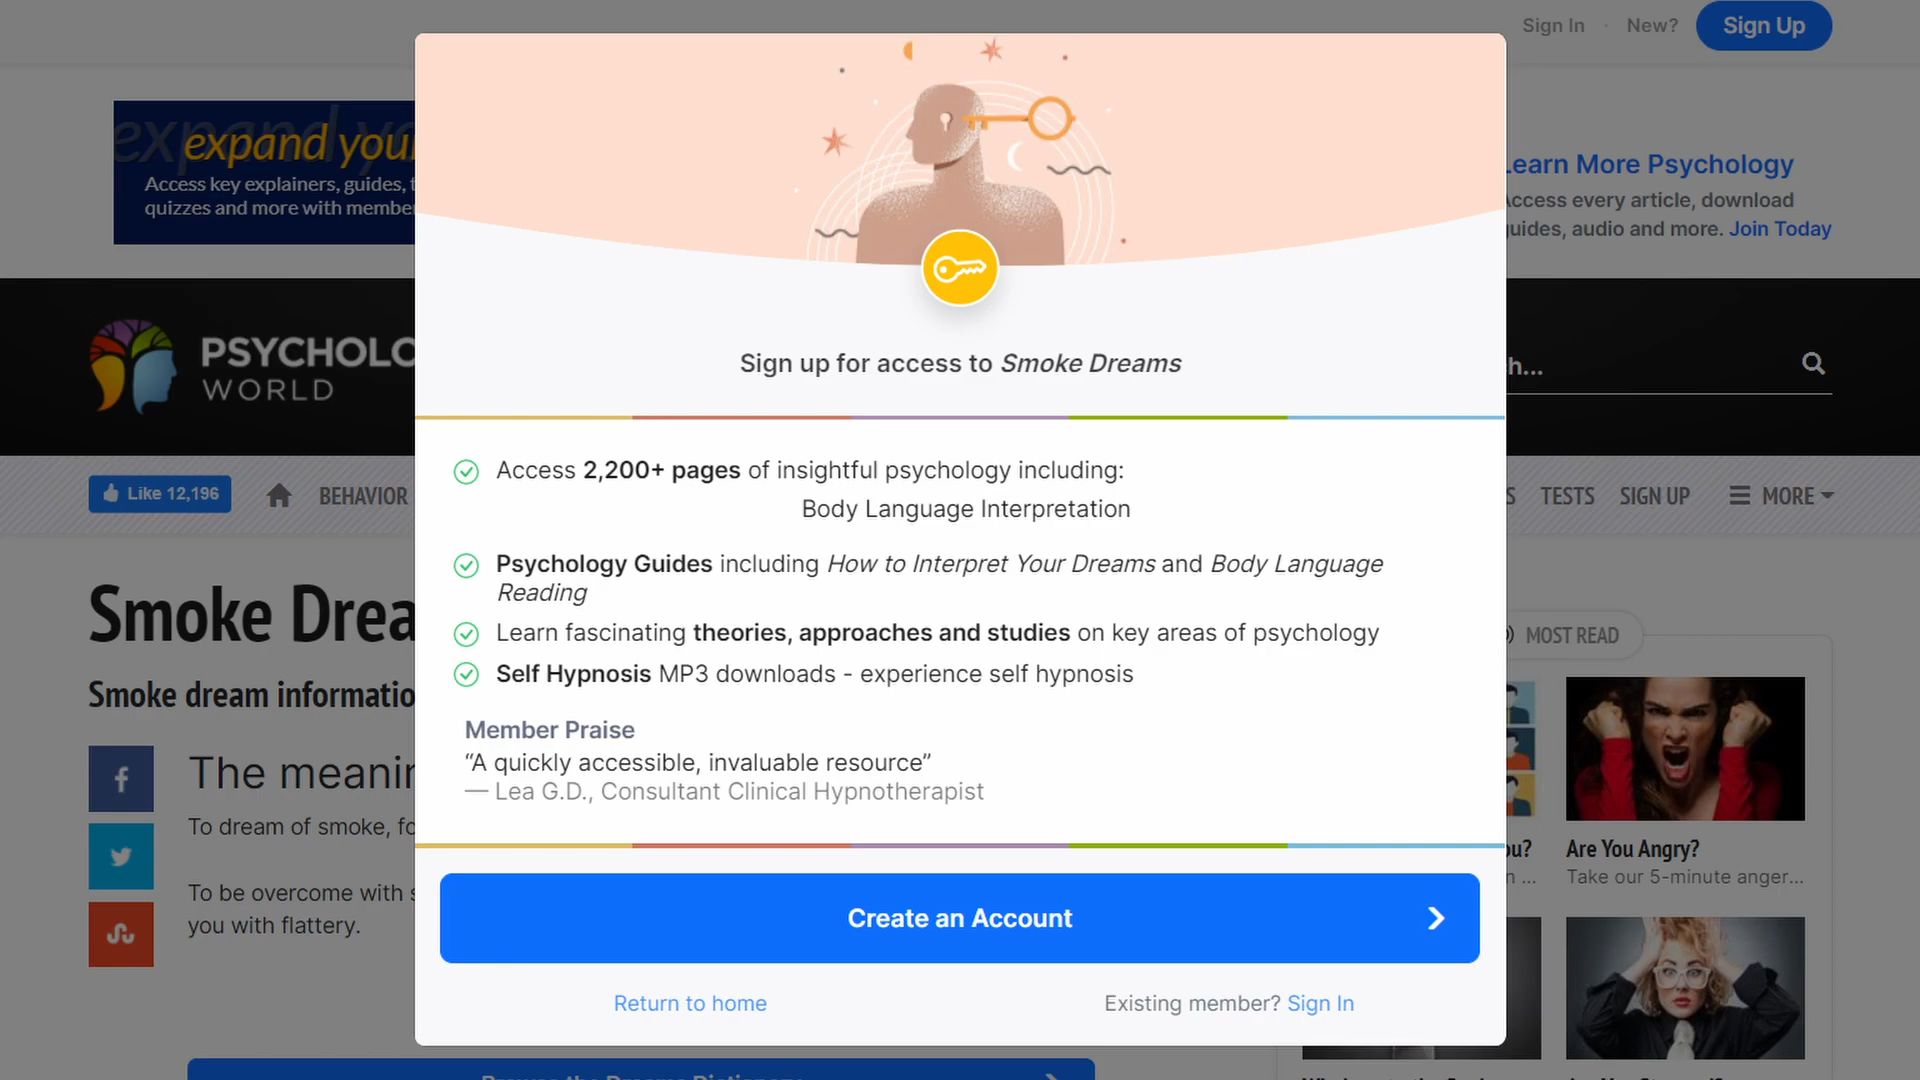 Sign In · New? Sign Up
expand your
Access key explainers, guides,
quizzes and more with
Learn More Psychology
Access every article, download
guides, audio and more. Join Today
PSYCHOLO
WORLD
Like 12,196
BEHAVIOR
TESTS
SIGN UP
MORE
Smoke Drea
Smoke dream informatio
The meanin
To dream of smoke,
To be overcome with
you with flattery.
Sign up for access to Smoke Dreams
Access 2,200+ pages of insightful psychology including:
Body Language Interpretation
Psychology Guides including How to Interpret Your Dreams and Body Language
Reading
Learn fascinating theories, approaches and studies on key areas of psychology
Self Hypnosis MP3 downloads - experience self hypnosis
Member Praise
“A quickly accessible, invaluable resource”
— Lea G.D., Consultant Clinical Hypnotherapist
Create an Account
Return to home
Existing member? Sign In
MOST READ
Are You Angry?
Take our 5-minute anger...